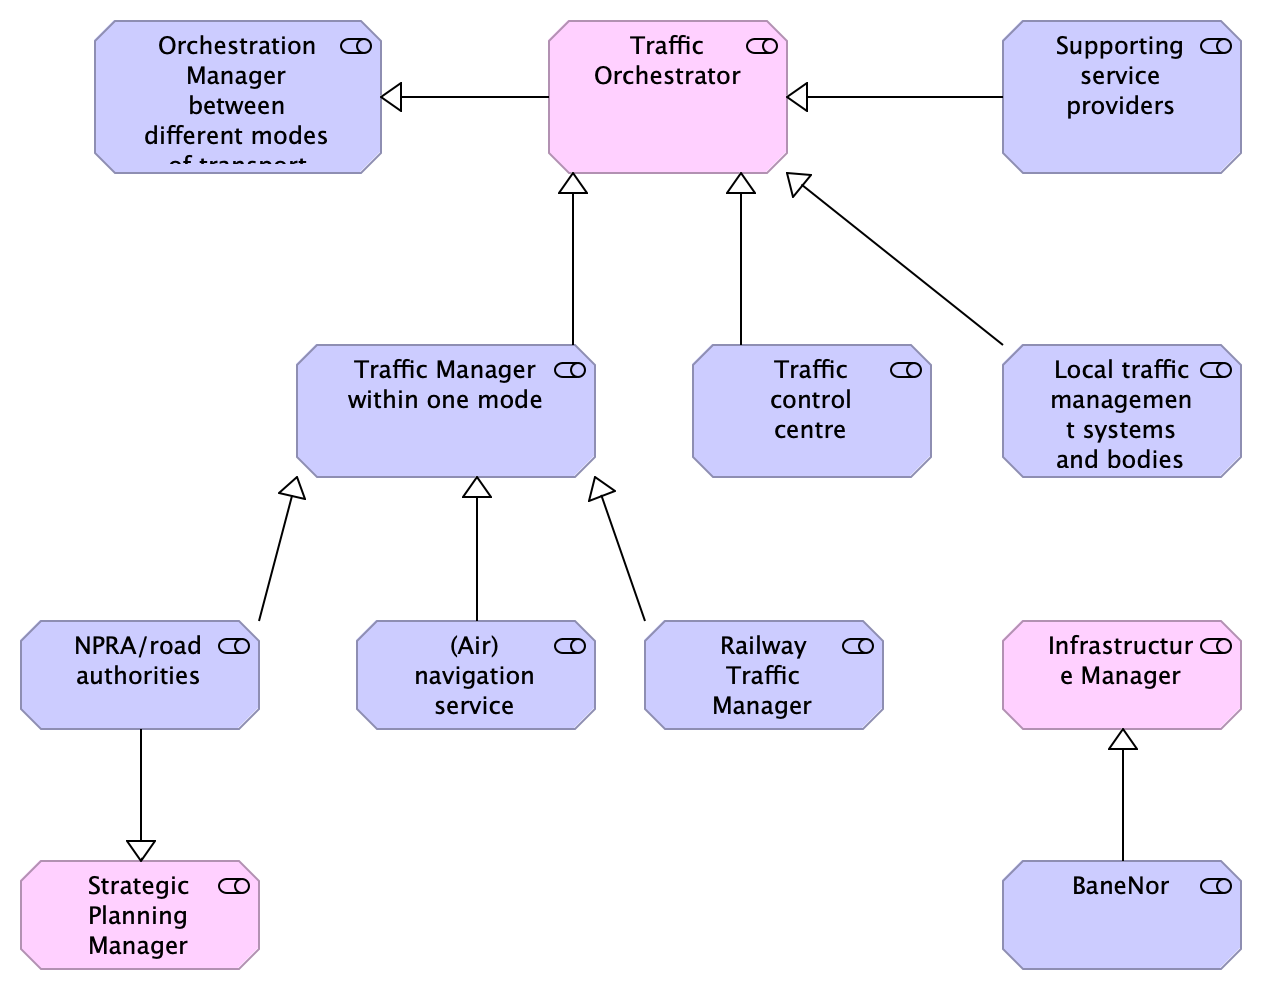 Orchestration
Manager
between
different modes
of transport
Traffic
Orchestrator
Supporting
service
providers
Traffic Manager
within one mode
Traffic
control
centre
Local traffic
managemen
t systems
and bodies
NPRA/road
authorities
(Air)
navigation
service
Railway
Traffic
Manager
Infrastructur
e Manager
Strategic
Planning
Manager
BaneNor